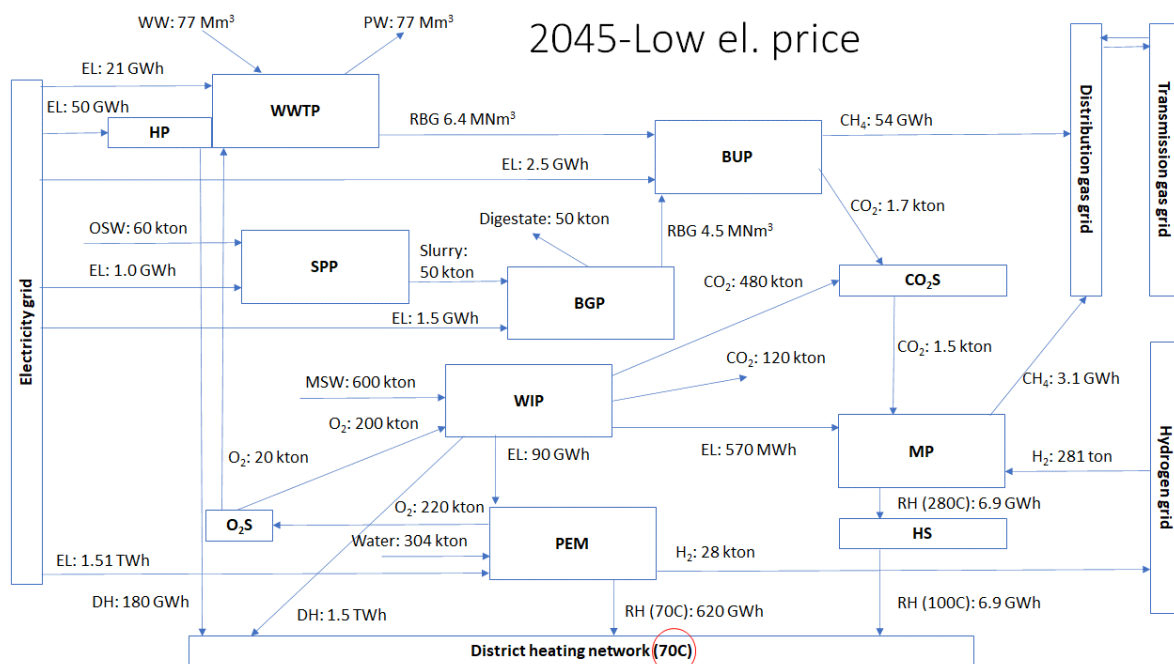 WW: 77 Mm³
PW: 77 Mm³
2045-Low el. price
EL: 21 GWh
WWTP
EL: 50 GWh
HP
RBG 6.4 MNm³
CH₄: 54 GWh
BUP
EL: 2.5 GWh
Distribution gas grid
Transmission gas grid
OSW: 60 kton
Digestate: 50 kton
RBG 4.5 MNm³
CO₂: 1.7 kton
SPP
Slurry:
50 kton
EL: 1.0 GWh
BGP
CO₂: 480 kton
CO₂S
EL: 1.5 GWh
Electricity grid
CO₂: 1.5 kton
CO₂: 120 kton
CH₄: 3.1 GWh
MSW: 600 kton
WIP
O₂: 200 kton
EL: 570 MWh
MP
H₂: 281 ton
Hydrogen grid
O₂: 20 kton
EL: 90 GWh
RH (280C): 6.9 GWh
O₂: 220 kton
O₂S
Water: 304 kton
PEM
HS
H₂: 28 kton
EL: 1.51 TWh
DH: 180 GWh
DH: 1.5 TWh
RH (70C): 620 GWh
RH (100C): 6.9 GWh
District heating network (70C)